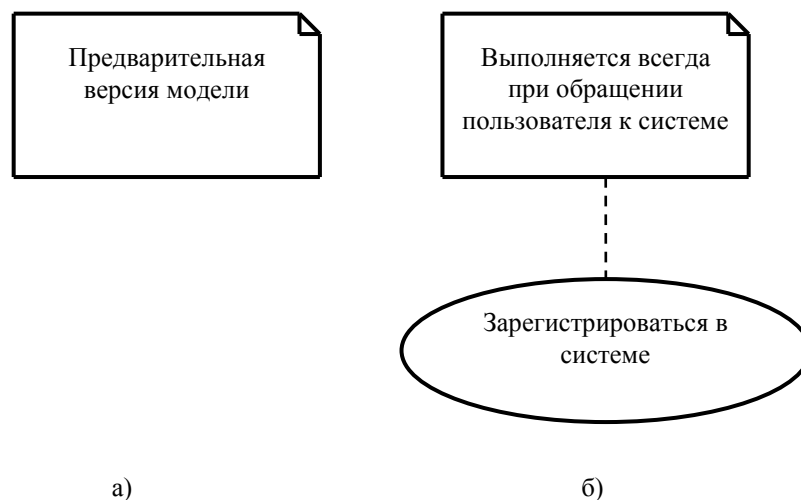 Предварительная
версия модели
Выполняется всегда
при обращении
пользователя к системе
Зарегистрироваться в
системе
а)
б)